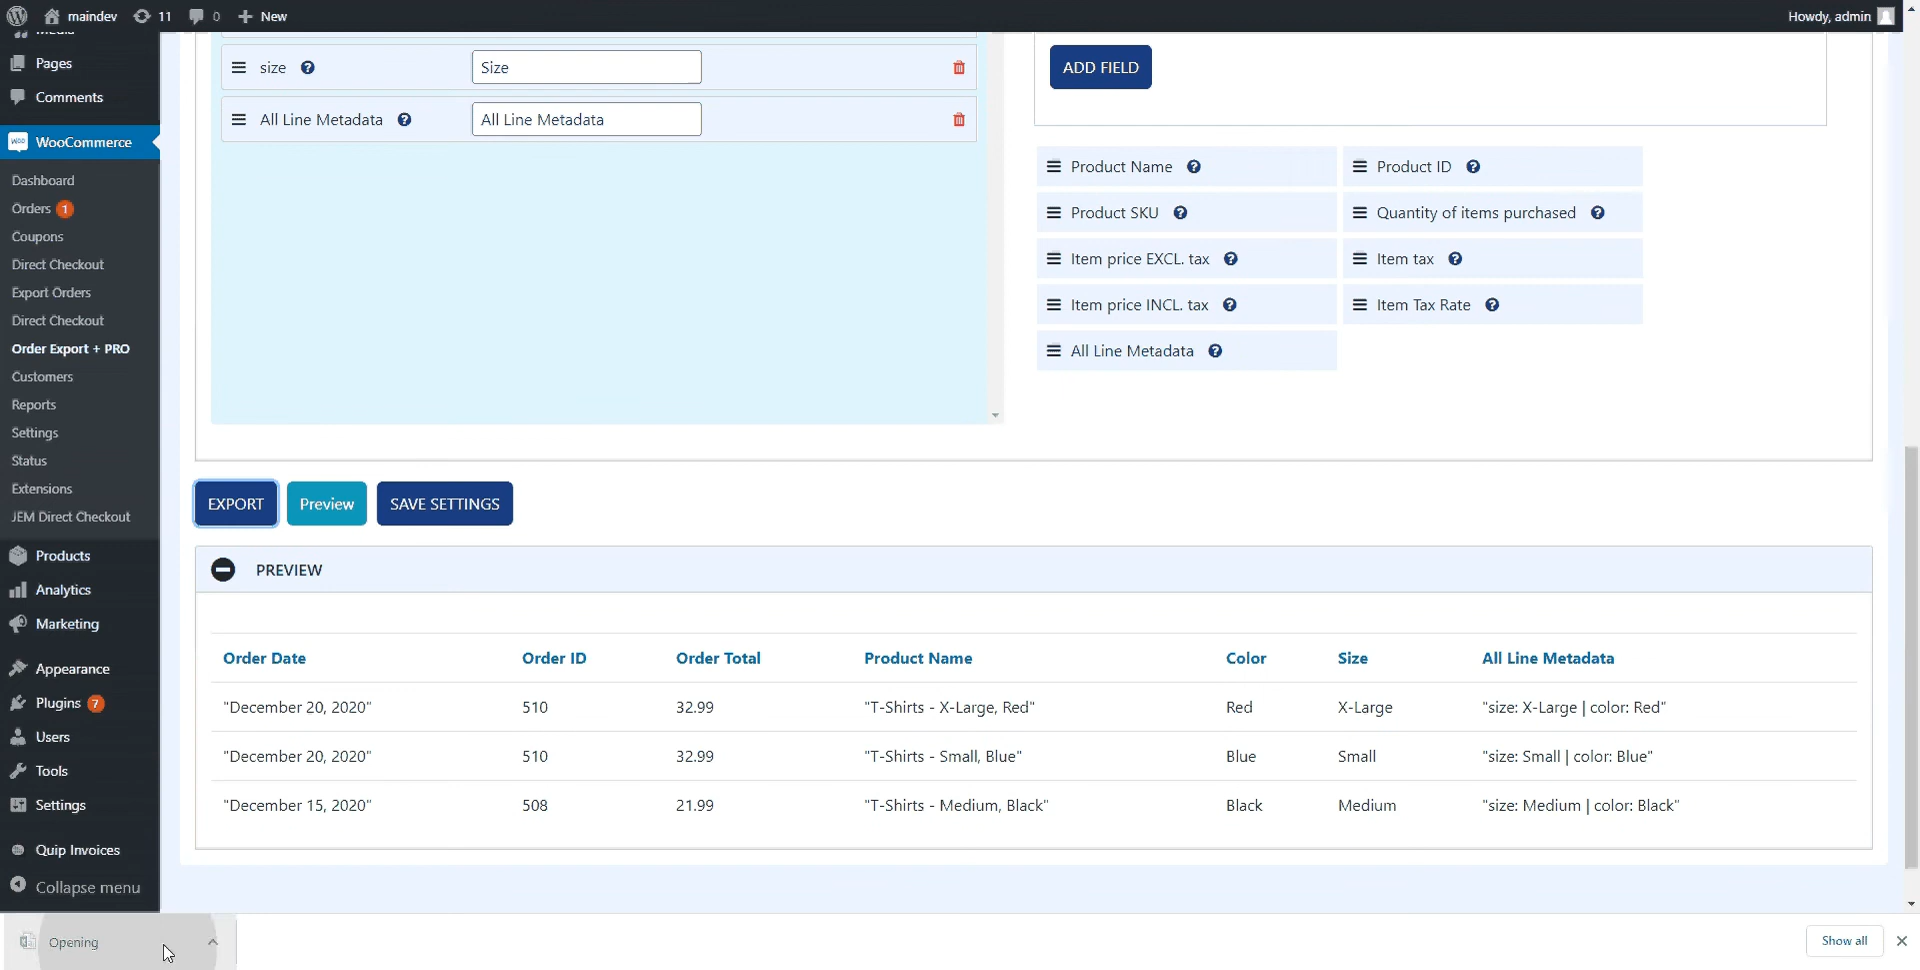 maindev 11 0 New Howdy, admin
Media
Pages
Comments
WooCommerce
Dashboard
Orders 1
Coupons
Direct Checkout
Export Orders
Direct Checkout
Order Export + PRO
Customers
Reports
Settings
Status
Extensions
JEM Direct Checkout
Products
Analytics
Marketing
Appearance
Plugins 7
Users
Tools
Settings
Quip Invoices
Collapse menu
size Size
All Line Metadata All Line Metadata
ADD FIELD
Product Name Product ID
Product SKU Quantity of items purchased
Item price EXCL. tax Item tax
Item price INCL. tax Item Tax Rate
All Line Metadata
EXPORT Preview SAVE SETTINGS
PREVIEW
Order Date Order ID Order Total Product Name Color Size All Line Metadata
"December 20, 2020" 510 32.99 "T-Shirts - X-Large, Red" Red X-Large "size: X-Large | color: Red"
"December 20, 2020" 510 32.99 "T-Shirts - Small, Blue" Blue Small "size: Small | color: Blue"
"December 15, 2020" 508 21.99 "T-Shirts - Medium, Black" Black Medium "size: Medium | color: Black"
Opening Show all